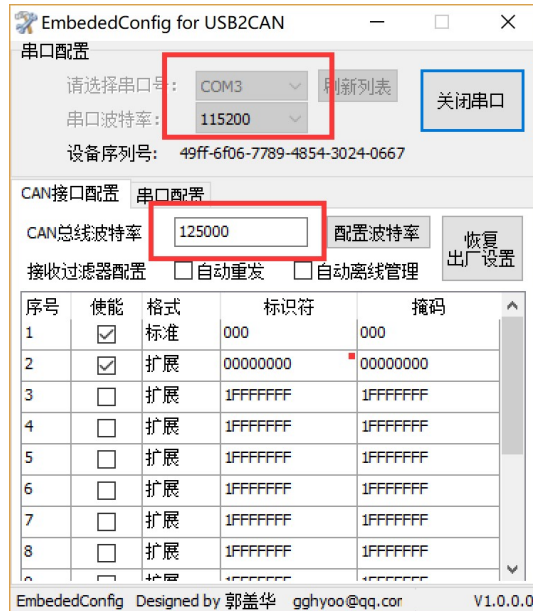 EmbededConfig for USB2CAN
串口配置
请选择串口号: COM3 刷新列表
关闭串口
串口波特率: 115200
设备序列号: 49ff-6f06-7789-4854-3024-0667
CAN接口配置 串口配置
CAN总线波特率 125000 配置波特率
恢复
出厂设置
接收过滤器配置 自动重发 自动离线管理
序号 使能 格式 标识符 掩码
1 标准 000 000
2 扩展 00000000 00000000
3 扩展 1FFFFFFF 1FFFFFFF
4 扩展 1FFFFFFF 1FFFFFFF
5 扩展 1FFFFFFF 1FFFFFFF
6 扩展 1FFFFFFF 1FFFFFFF
7 扩展 1FFFFFFF 1FFFFFFF
8 扩展 1FFFFFFF 1FFFFFFF
EmbededConfig Designed by 郭盖华 gghyoo@qq.cor V1.0.0.0